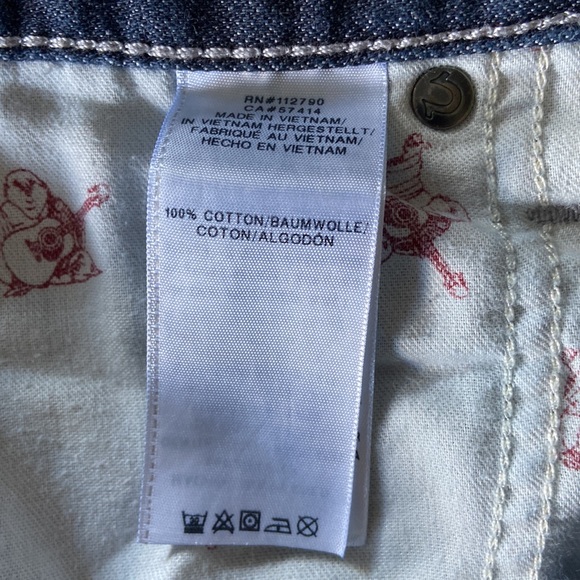 RN#112790
CA#57414
MADE IN VIETNAM/
IN VIETNAM HERGESTELLT/
FABRIQUÉ AU VIETNAM/
HECHO EN VIETNAM
100% COTTON/BAUMWOLLE/
COTON/ALGODÓN